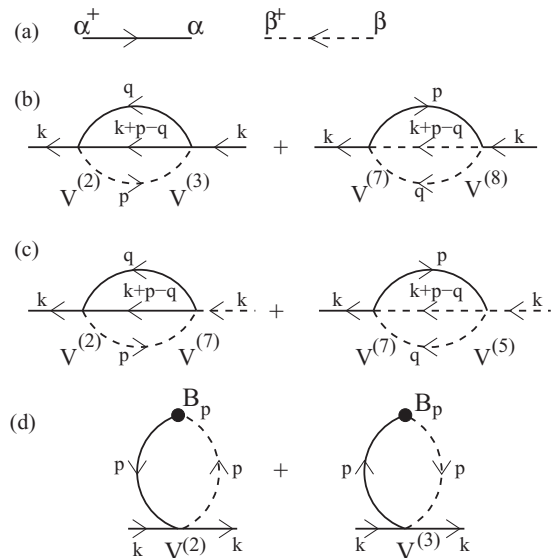 (a) α+ α β+ β
(b) q p
k k+p−q k + k k+p−q k
V(2) p V(3) V(7) q V(8)
(c) q p
k k+p−q k + k k+p−q k
V(2) p V(7) V(7) q V(5)
(d) Bp Bp
p p + p p
k V(2) k k V(3) k